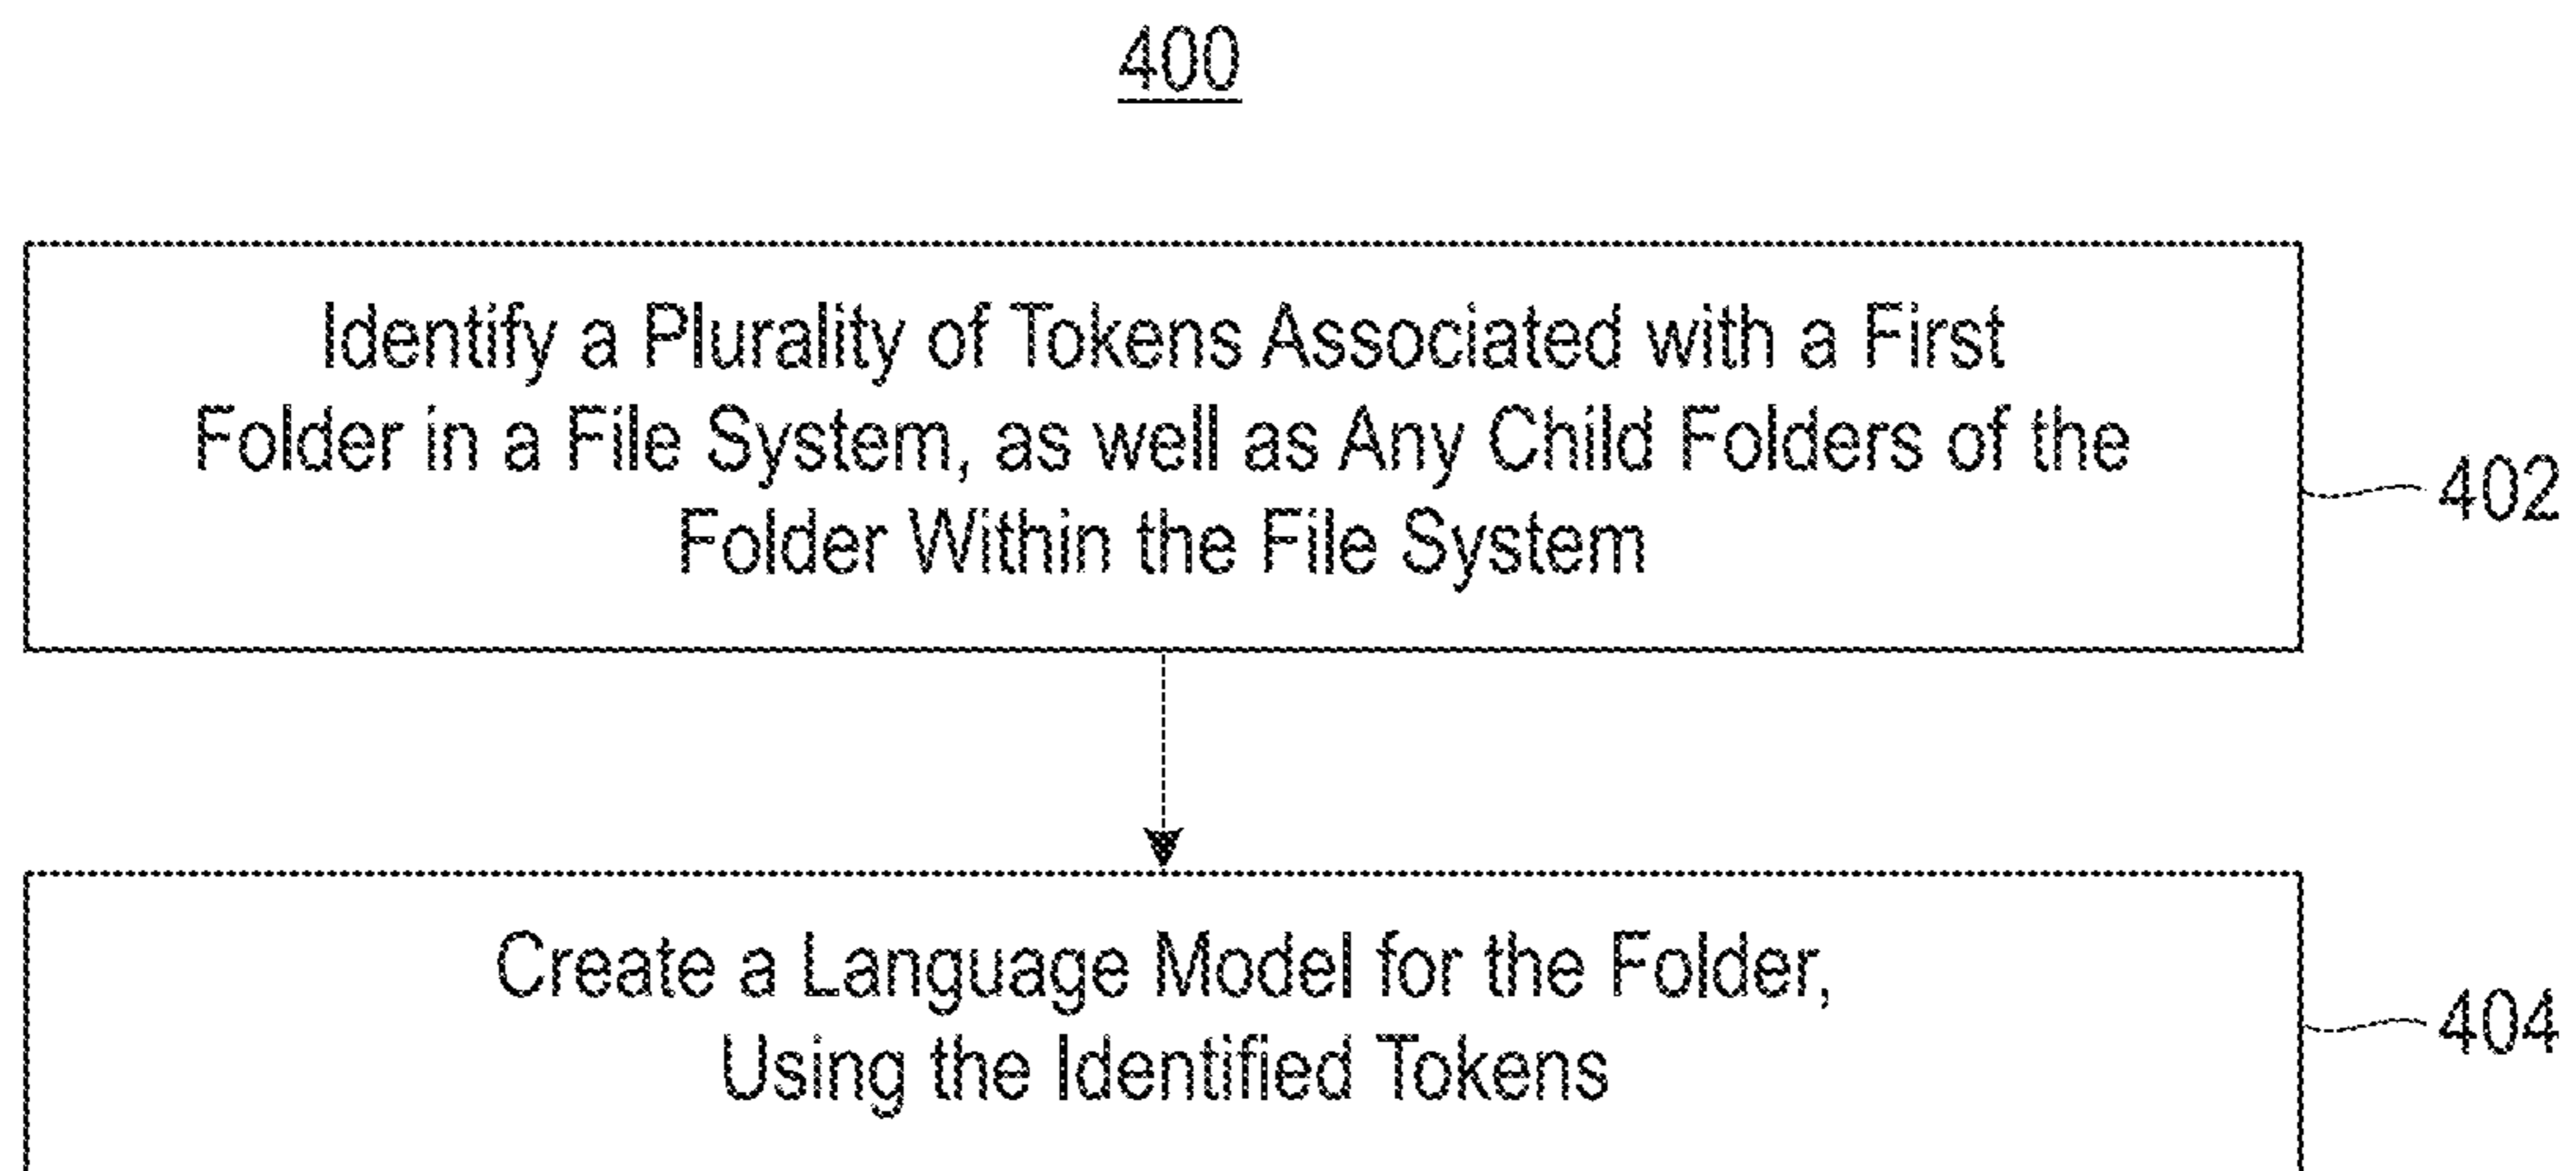 400
Identify a Plurality of Tokens Associated with a First
Folder in a File System, as well as Any Child Folders of the
Folder Within the File System
402
Create a Language Model for the Folder,
Using the Identified Tokens
404